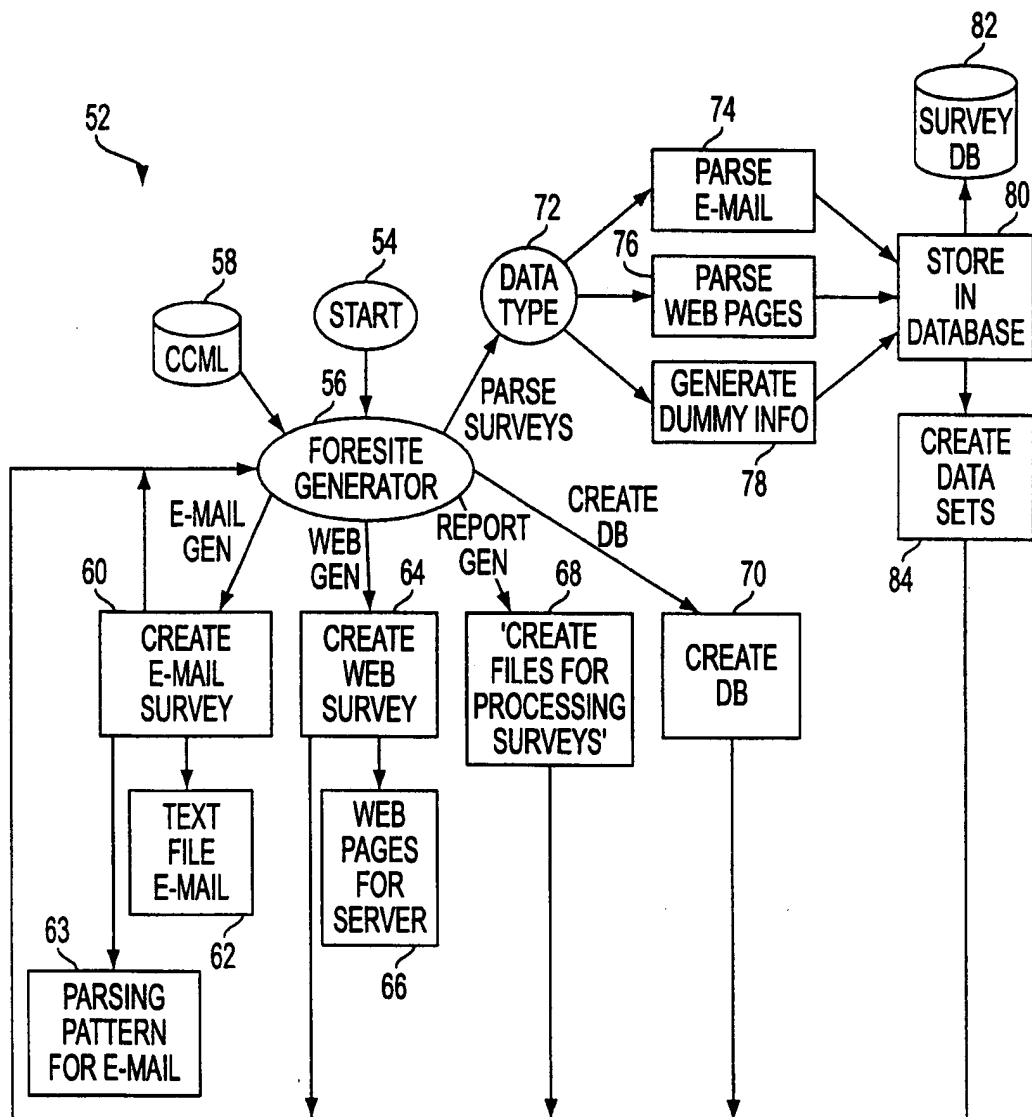 82
SURVEY
DB
52
74
PARSE
E-MAIL
80
STORE
IN
DATABASE
72
DATA
TYPE
76
PARSE
WEB PAGES
58
CCML
54
START
PARSE
SURVEYS
GENERATE
DUMMY INFO
78
56
FORESITE
GENERATOR
CREATE
DATA
SETS
84
E-MAIL
GEN
WEB
GEN
REPORT
GEN
CREATE
DB
60
CREATE
E-MAIL
SURVEY
64
CREATE
WEB
SURVEY
68
'CREATE
FILES FOR
PROCESSING
SURVEYS'
70
CREATE
DB
TEXT
FILE
E-MAIL
62
WEB
PAGES
FOR
SERVER
66
63
PARSING
PATTERN
FOR E-MAIL